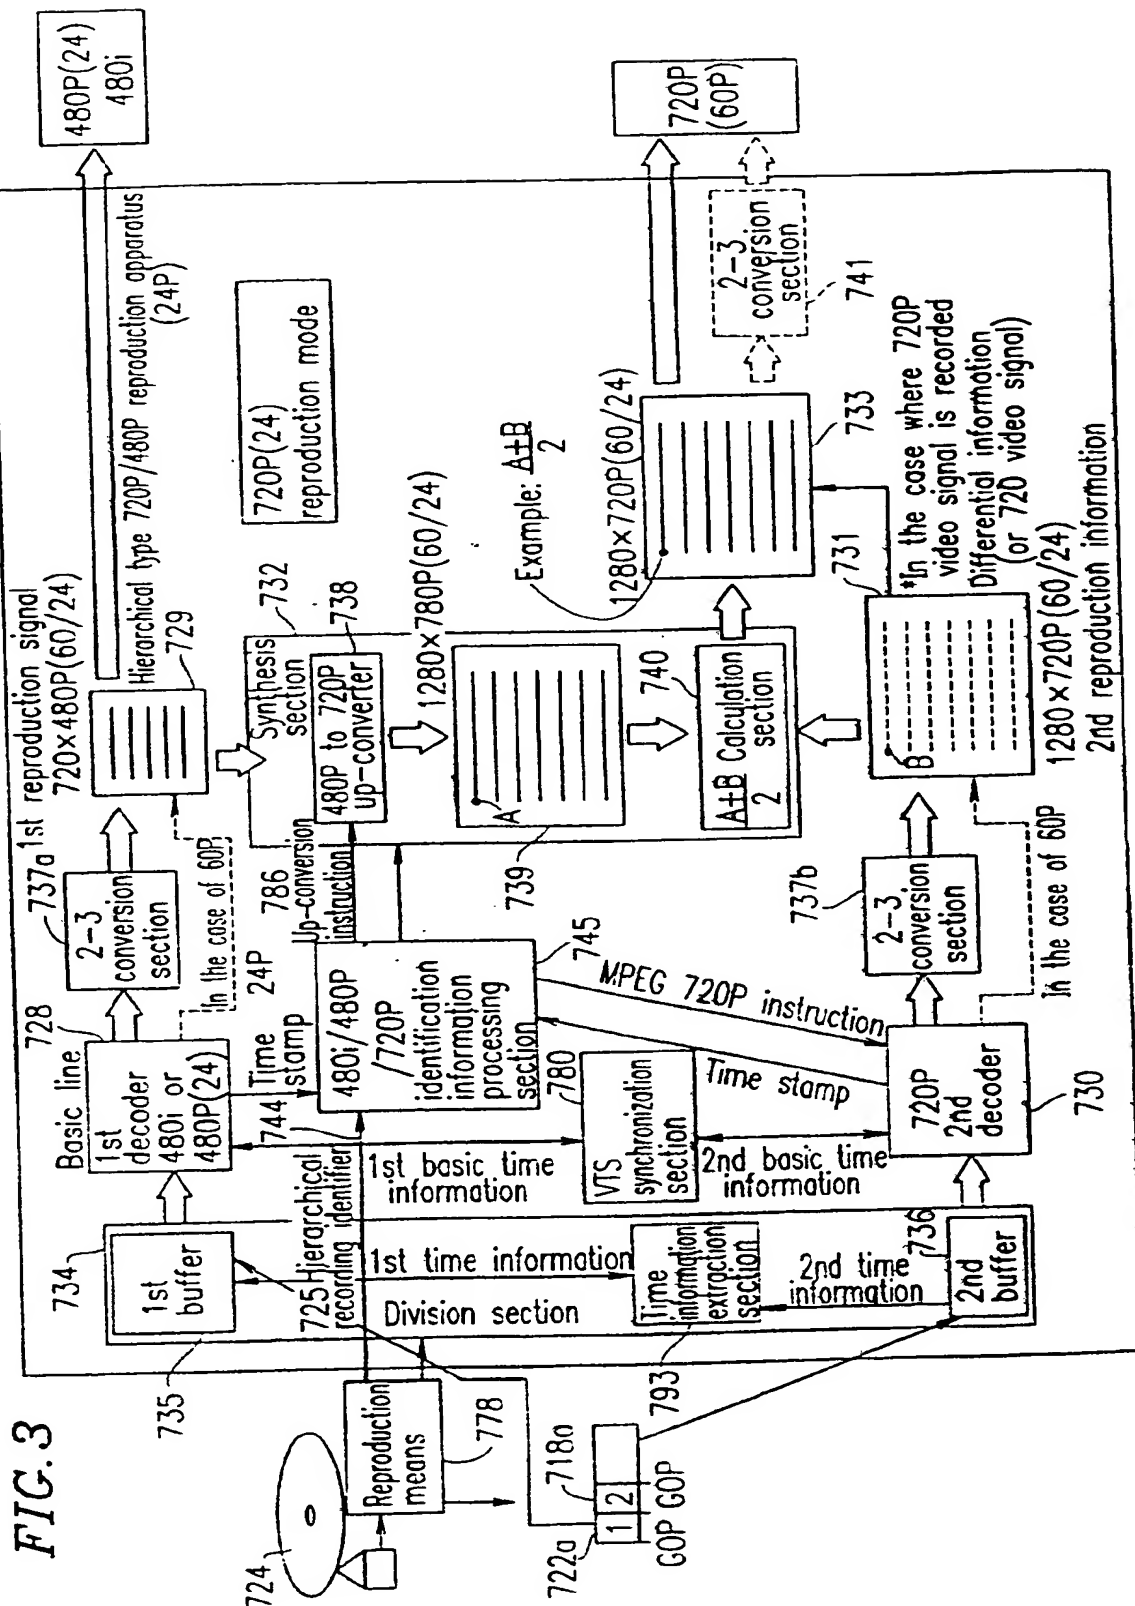 FIG. 3
480P(24)
480i
720P
(60P)
Hierarchical type 720P/480P reproduction apparatus
(24P)
720P(24)
reproduction mode
1st reproduction signal
720×480P(60/24)
729
737a
2-3
conversion
section
In the case of 60P
24P
728
Basic line
1st
decoder
480i or
480P(24)
Time
stamp
744
734
1st
buffer
735
725 Hierarchical
recording identifier
Division section
1st time information
Time
information
extraction
section
793
2nd time
information
736
2nd
buffer
1st basic time
information
VTS
synchronization
section
780
2nd basic time
information
480i/480P
/720P
identification
information
processing
section
745
MPEG 720P instruction
Time stamp
786
Up-conversion
instruction
Synthesis
section
732
480P to 720P
up-converter
738
1280×780P(60/24)
A
739
740
A+B
2
Calculation
section
Example: A+B
2
1280×720P(60/24)
733
2-3
conversion
section
741
720P
2nd
decoder
730
737b
2-3
conversion
section
In the case of 60P
B
731
*In the case where 720P
video signal is recorded
Differential information
(or 720 video signal)
1280×720P(60/24)
2nd reproduction information
724
Reproduction
means
778
722a
718a
1 2
GOP GOP